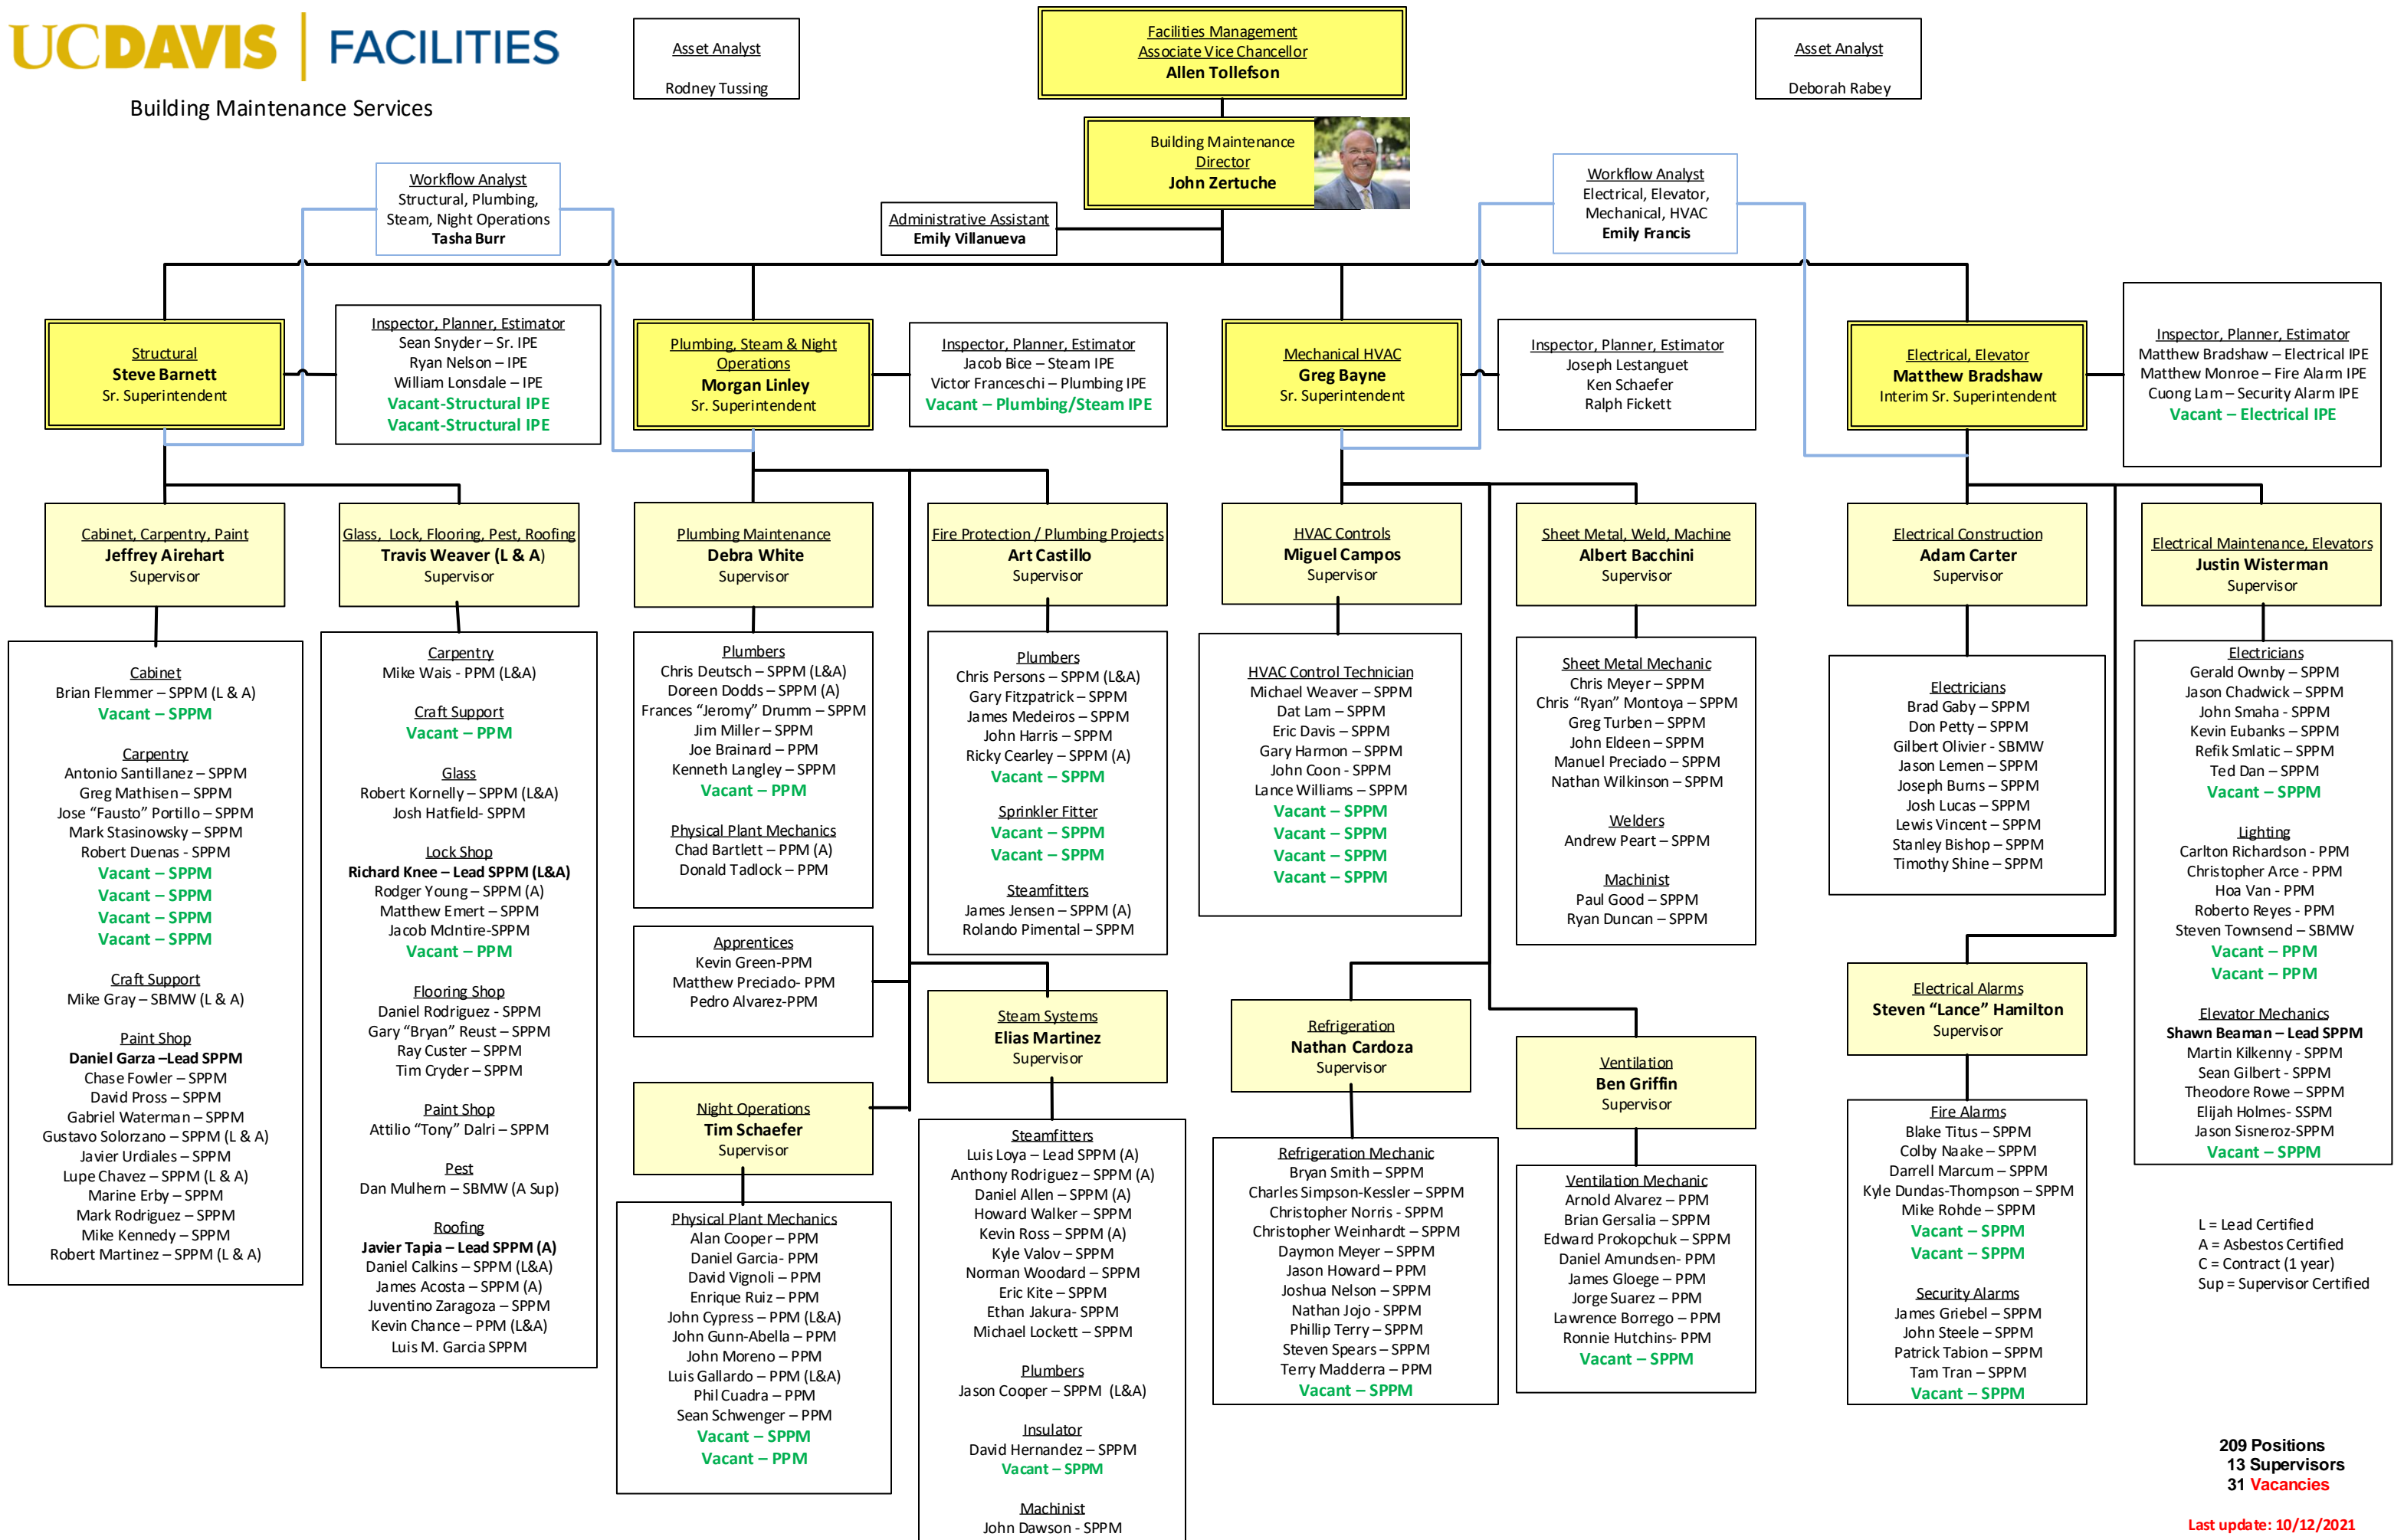 UCDAVIS | FACILITIES
Building Maintenance Services
Asset Analyst
Rodney Tussing
Facilities Management
Associate Vice Chancellor
Allen Tollefson
Asset Analyst
Deborah Rabey
Building Maintenance
Director
John Zertuche
Administrative Assistant
Emily Villanueva
Workflow Analyst
Structural, Plumbing,
Steam, Night Operations
Tasha Burr
Workflow Analyst
Electrical, Elevator,
Mechanical, HVAC
Emily Francis
Structural
Steve Barnett
Sr. Superintendent
Inspector, Planner, Estimator
Sean Snyder – Sr. IPE
Ryan Nelson – IPE
William Lonsdale – IPE
Vacant-Structural IPE
Vacant-Structural IPE
Plumbing, Steam & Night
Operations
Morgan Linley
Sr. Superintendent
Inspector, Planner, Estimator
Jacob Bice – Steam IPE
Victor Franceschi – Plumbing IPE
Vacant – Plumbing/Steam IPE
Mechanical HVAC
Greg Bayne
Sr. Superintendent
Inspector, Planner, Estimator
Joseph Lestanguet
Ken Schaefer
Ralph Fickett
Electrical, Elevator
Matthew Bradshaw
Interim Sr. Superintendent
Inspector, Planner, Estimator
Matthew Bradshaw – Electrical IPE
Matthew Monroe – Fire Alarm IPE
Cuong Lam – Security Alarm IPE
Vacant – Electrical IPE
Cabinet, Carpentry, Paint
Jeffrey Airehart
Supervisor
Cabinet
Brian Flemmer – SPPM (L & A)
Vacant – SPPM
Carpentry
Antonio Santillanez – SPPM
Greg Mathisen – SPPM
Jose “Fausto” Portillo – SPPM
Mark Stasinowsky – SPPM
Robert Duenas - SPPM
Vacant – SPPM
Vacant – SPPM
Vacant – SPPM
Vacant – SPPM
Craft Support
Mike Gray – SBMW (L & A)
Paint Shop
Daniel Garza –Lead SPPM
Chase Fowler – SPPM
David Pross – SPPM
Gabriel Waterman – SPPM
Gustavo Solorzano – SPPM (L & A)
Javier Urdiales – SPPM
Lupe Chavez – SPPM (L & A)
Marine Erby – SPPM
Mark Rodriguez – SPPM
Mike Kennedy – SPPM
Robert Martinez – SPPM (L & A)
Glass, Lock, Flooring, Pest, Roofing
Travis Weaver (L & A)
Supervisor
Carpentry
Mike Wais - PPM (L&A)
Craft Support
Vacant – PPM
Glass
Robert Kornelly – SPPM (L&A)
Josh Hatfield- SPPM
Lock Shop
Richard Knee – Lead SPPM (L&A)
Rodger Young – SPPM (A)
Matthew Emert – SPPM
Jacob McIntire-SPPM
Vacant – PPM
Flooring Shop
Daniel Rodriguez - SPPM
Gary “Bryan” Reust – SPPM
Ray Custer – SPPM
Tim Cryder – SPPM
Paint Shop
Attilio “Tony” Dalri – SPPM
Pest
Dan Mulhern – SBMW (A Sup)
Roofing
Javier Tapia – Lead SPPM (A)
Daniel Calkins – SPPM (L&A)
James Acosta – SPPM (A)
Juventino Zaragoza – SPPM
Kevin Chance – PPM (L&A)
Luis M. Garcia SPPM
Plumbing Maintenance
Debra White
Supervisor
Plumbers
Chris Deutsch – SPPM (L&A)
Doreen Dodds – SPPM (A)
Frances “Jeromy” Drumm – SPPM
Jim Miller – SPPM
Joe Brainard – PPM
Kenneth Langley – SPPM
Vacant – PPM
Physical Plant Mechanics
Chad Bartlett – PPM (A)
Donald Tadlock – PPM
Apprentices
Kevin Green-PPM
Matthew Preciado- PPM
Pedro Alvarez-PPM
Night Operations
Tim Schaefer
Supervisor
Physical Plant Mechanics
Alan Cooper – PPM
Daniel Garcia- PPM
David Vignoli – PPM
Enrique Ruiz – PPM
John Cypress – PPM (L&A)
John Gunn-Abella – PPM
John Moreno – PPM
Luis Gallardo – PPM (L&A)
Phil Cuadra – PPM
Sean Schwenger – PPM
Vacant – SPPM
Vacant – PPM
Fire Protection / Plumbing Projects
Art Castillo
Supervisor
Plumbers
Chris Persons – SPPM (L&A)
Gary Fitzpatrick – SPPM
James Medeiros – SPPM
John Harris – SPPM
Ricky Cearley – SPPM (A)
Vacant – SPPM
Sprinkler Fitter
Vacant – SPPM
Vacant – SPPM
Steamfitters
James Jensen – SPPM (A)
Rolando Pimental – SPPM
Steam Systems
Elias Martinez
Supervisor
Steamfitters
Luis Loya – Lead SPPM (A)
Anthony Rodriguez – SPPM (A)
Daniel Allen – SPPM (A)
Howard Walker – SPPM
Kevin Ross – SPPM (A)
Kyle Valov – SPPM
Norman Woodard – SPPM
Eric Kite – SPPM
Ethan Jakura- SPPM
Michael Lockett – SPPM
Plumbers
Jason Cooper – SPPM (L&A)
Insulator
David Hernandez – SPPM
Vacant – SPPM
Machinist
John Dawson - SPPM
HVAC Controls
Miguel Campos
Supervisor
HVAC Control Technician
Michael Weaver – SPPM
Dat Lam – SPPM
Eric Davis – SPPM
Gary Harmon – SPPM
John Coon - SPPM
Lance Williams – SPPM
Vacant – SPPM
Vacant – SPPM
Vacant – SPPM
Vacant – SPPM
Sheet Metal, Weld, Machine
Albert Bacchini
Supervisor
Sheet Metal Mechanic
Chris Meyer – SPPM
Chris “Ryan” Montoya – SPPM
Greg Turben – SPPM
John Eldeen – SPPM
Manuel Preciado – SPPM
Nathan Wilkinson – SPPM
Welders
Andrew Peart – SPPM
Machinist
Paul Good – SPPM
Ryan Duncan – SPPM
Refrigeration
Nathan Cardoza
Supervisor
Refrigeration Mechanic
Bryan Smith – SPPM
Charles Simpson-Kessler – SPPM
Christopher Norris - SPPM
Christopher Weinhardt – SPPM
Daymon Meyer – SPPM
Jason Howard – PPM
Joshua Nelson – SPPM
Nathan Jojo - SPPM
Phillip Terry – SPPM
Steven Spears – SPPM
Terry Madderra – PPM
Vacant – SPPM
Ventilation
Ben Griffin
Supervisor
Ventilation Mechanic
Arnold Alvarez – PPM
Brian Gersalia – SPPM
Edward Prokopchuk – SPPM
Daniel Amundsen- PPM
James Gloege – PPM
Jorge Suarez – PPM
Lawrence Borrego – PPM
Ronnie Hutchins- PPM
Vacant – SPPM
Electrical Construction
Adam Carter
Supervisor
Electricians
Brad Gaby – SPPM
Don Petty – SPPM
Gilbert Olivier - SBMW
Jason Lemen – SPPM
Joseph Burns – SPPM
Josh Lucas – SPPM
Lewis Vincent – SPPM
Stanley Bishop – SPPM
Timothy Shine – SPPM
Electrical Alarms
Steven “Lance” Hamilton
Supervisor
Fire Alarms
Blake Titus – SPPM
Colby Naake – SPPM
Darrell Marcum – SPPM
Kyle Dundas-Thompson – SPPM
Mike Rohde – SPPM
Vacant – SPPM
Vacant – SPPM
Security Alarms
James Griebel – SPPM
John Steele – SPPM
Patrick Tabion – SPPM
Tam Tran – SPPM
Vacant – SPPM
Electrical Maintenance, Elevators
Justin Wisterman
Supervisor
Electricians
Gerald Ownby – SPPM
Jason Chadwick – SPPM
John Smaha - SPPM
Kevin Eubanks – SPPM
Refik Smlatic – SPPM
Ted Dan – SPPM
Vacant – SPPM
Lighting
Carlton Richardson - PPM
Christopher Arce - PPM
Hoa Van - PPM
Roberto Reyes - PPM
Steven Townsend – SBMW
Vacant – PPM
Vacant – PPM
Elevator Mechanics
Shawn Beaman – Lead SPPM
Martin Kilkenny - SPPM
Sean Gilbert - SPPM
Theodore Rowe – SPPM
Elijah Holmes- SSPM
Jason Sisneroz-SPPM
Vacant – SPPM
L = Lead Certified
A = Asbestos Certified
C = Contract (1 year)
Sup = Supervisor Certified
209 Positions
13 Supervisors
31 Vacancies
Last update: 10/12/2021